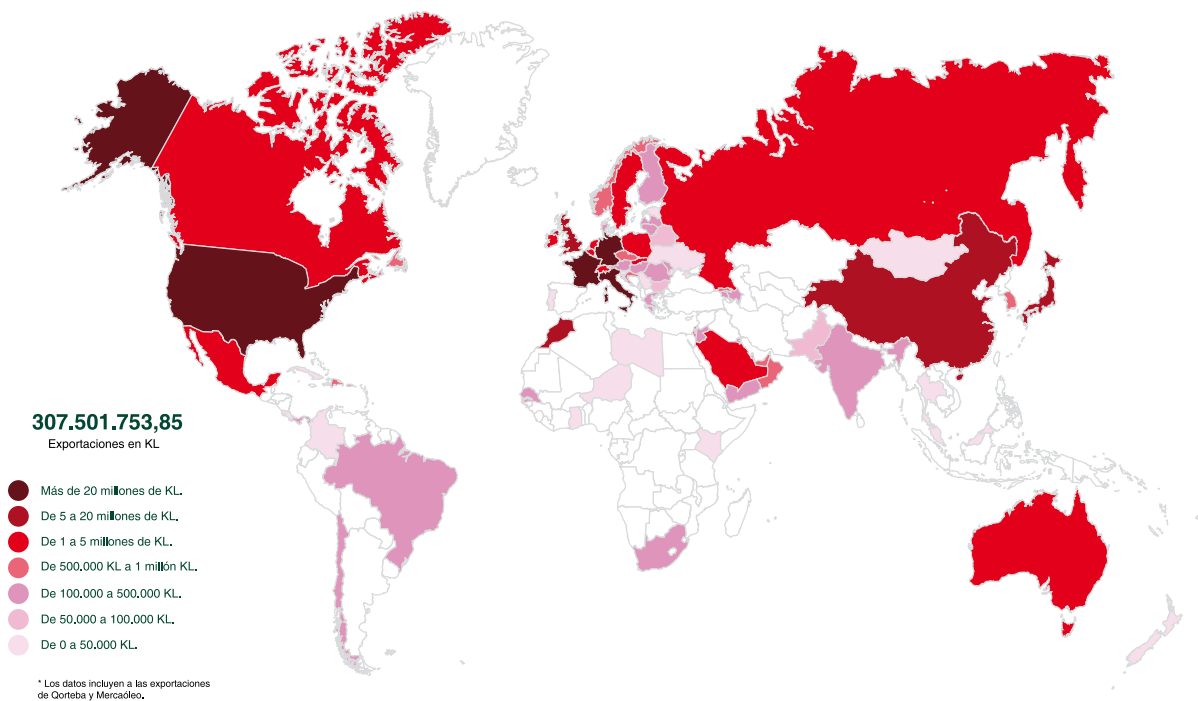 307.501.753,85
Exportaciones en KL
Más de 20 millones de KL.
De 5 a 20 millones de KL.
De 1 a 5 millones de KL.
De 500.000 KL a 1 millón KL.
De 100.000 a 500.000 KL.
De 50.000 a 100.000 KL.
De 0 a 50.000 KL.
* Los datos incluyen a las exportaciones
de Qorteba y Mercaóleo.